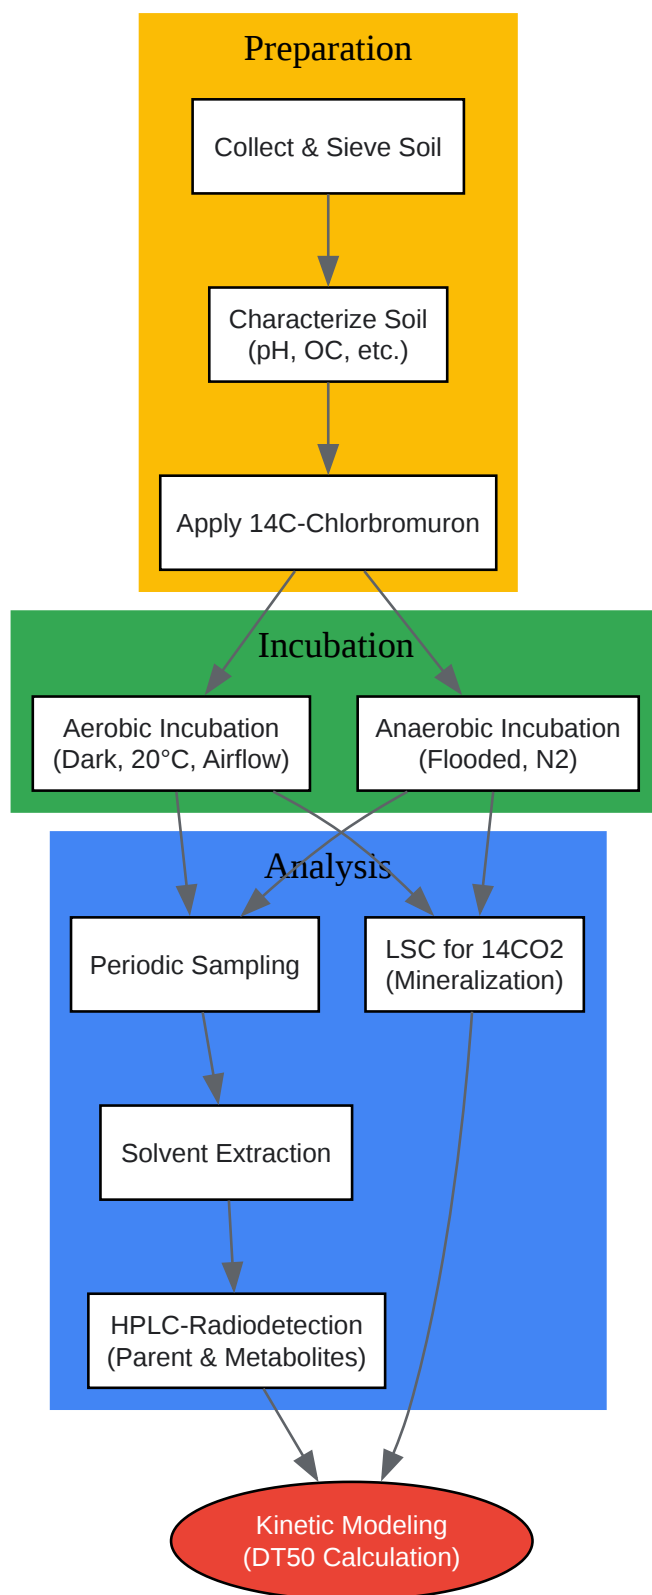 Preparation
Collect & Sieve Soil
Characterize Soil
(pH, OC, etc.)
Apply 14C-Chlorbromuron
Incubation
Aerobic Incubation
(Dark, 20°C, Airflow)
Anaerobic Incubation
(Flooded, N2)
Analysis
Periodic Sampling
LSC for 14CO2
(Mineralization)
Solvent Extraction
HPLC-Radiodetection
(Parent & Metabolites)
Kinetic Modeling
(DT50 Calculation)